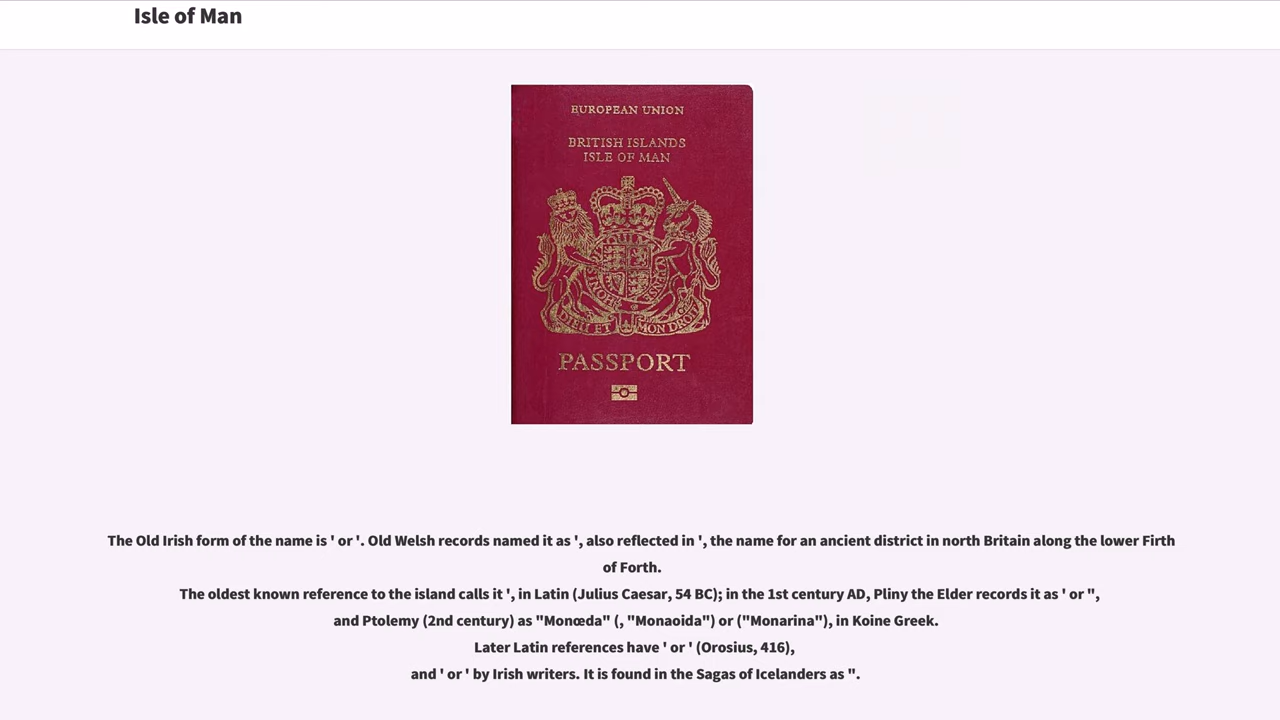 Isle of Man
EUROPEAN UNION
BRITISH ISLANDS
ISLE OF MAN
DIEU ET MON DROIT
PASSPORT
The Old Irish form of the name is ' or '. Old Welsh records named it as ', also reflected in ', the name for an ancient district in north Britain along the lower Firth
of Forth.
The oldest known reference to the island calls it ', in Latin (Julius Caesar, 54 BC); in the 1st century AD, Pliny the Elder records it as ' or ",
and Ptolemy (2nd century) as "Monœda" (, "Monaoida") or ("Monarina"), in Koine Greek.
Later Latin references have ' or ' (Orosius, 416),
and ' or ' by Irish writers. It is found in the Sagas of Icelanders as ".